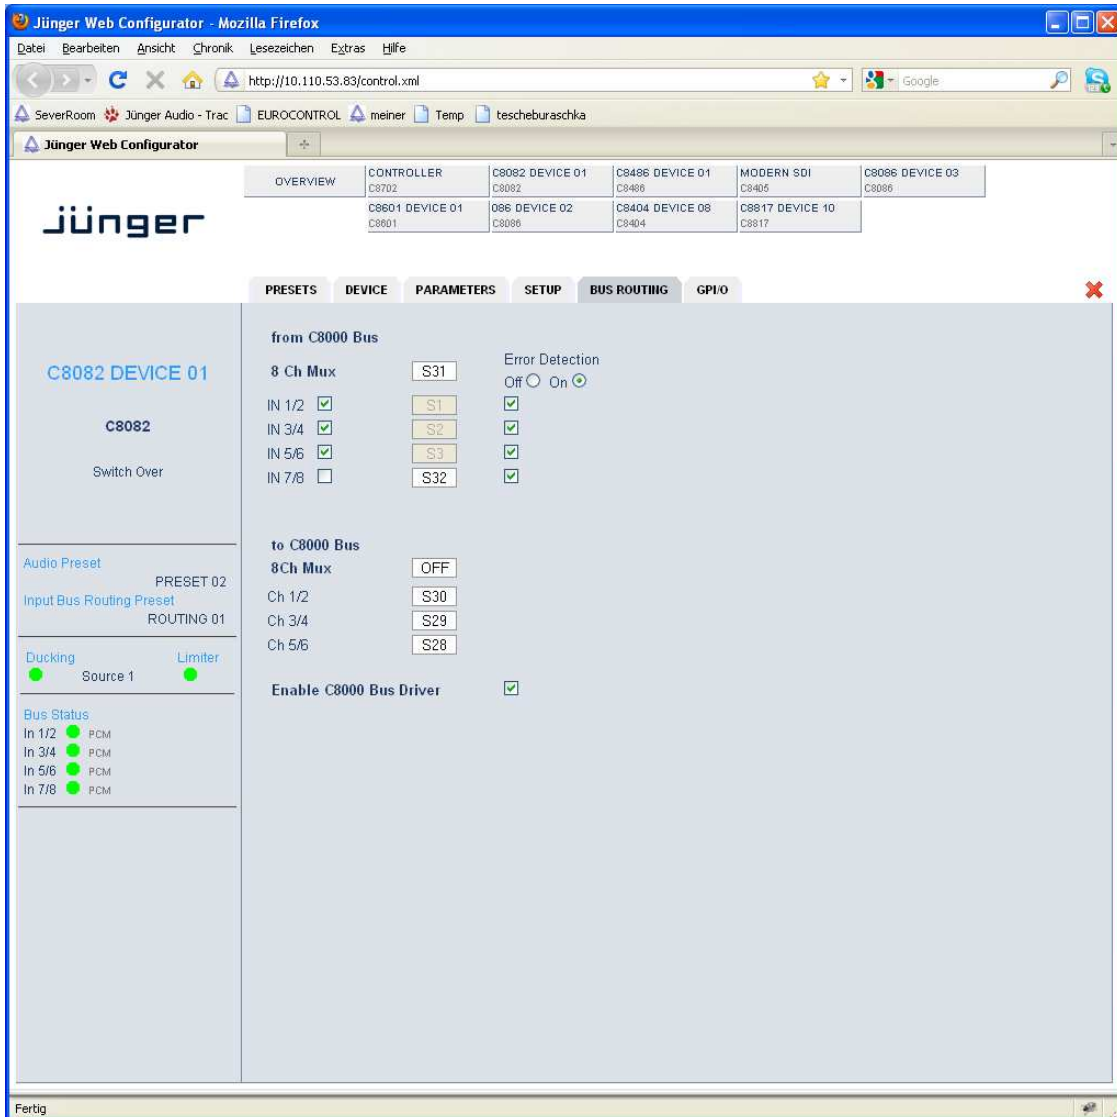 Jünger Web Configurator - Mozilla Firefox
Datei Bearbeiten Ansicht Chronik Lesezeichen Extras Hilfe
http://10.110.53.83/control.xml
Google
SeverRoom Jünger Audio - Trac EUROCONTROL meiner Temp tescheburaschka
Jünger Web Configurator
jünger
OVERVIEW
CONTROLLER C8702
C8082 DEVICE 01 C8082
C8486 DEVICE 01 C8486
MODERN SDI C8405
C8086 DEVICE 03 C8086
C8601 DEVICE 01 C8601
086 DEVICE 02 C8086
C8404 DEVICE 08 C8404
C8817 DEVICE 10 C8817
PRESETS DEVICE PARAMETERS SETUP BUS ROUTING GPI/O
C8082 DEVICE 01
C8082
Switch Over
Audio Preset
PRESET 02
Input Bus Routing Preset
ROUTING 01
Ducking Limiter
Source 1
Bus Status
In 1/2 PCM
In 3/4 PCM
In 5/6 PCM
In 7/8 PCM
from C8000 Bus
Error Detection
8 Ch Mux S31 Off On
IN 1/2 S1
IN 3/4 S2
IN 5/6 S3
IN 7/8 S32
to C8000 Bus
8Ch Mux OFF
Ch 1/2 S30
Ch 3/4 S29
Ch 5/6 S28
Enable C8000 Bus Driver
Fertig